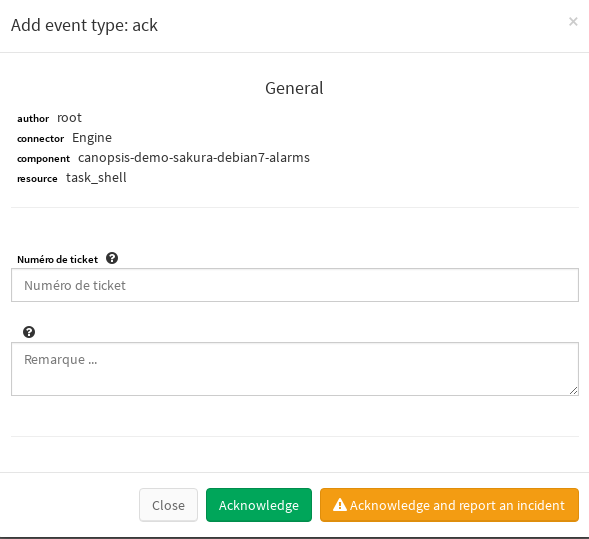 Add event type: ack ×
General
author root
connector Engine
component canopsis-demo-sakura-debian7-alarms
resource task_shell
Numéro de ticket ?
Numéro de ticket
?
Remarque ...
Close Acknowledge Acknowledge and report an incident